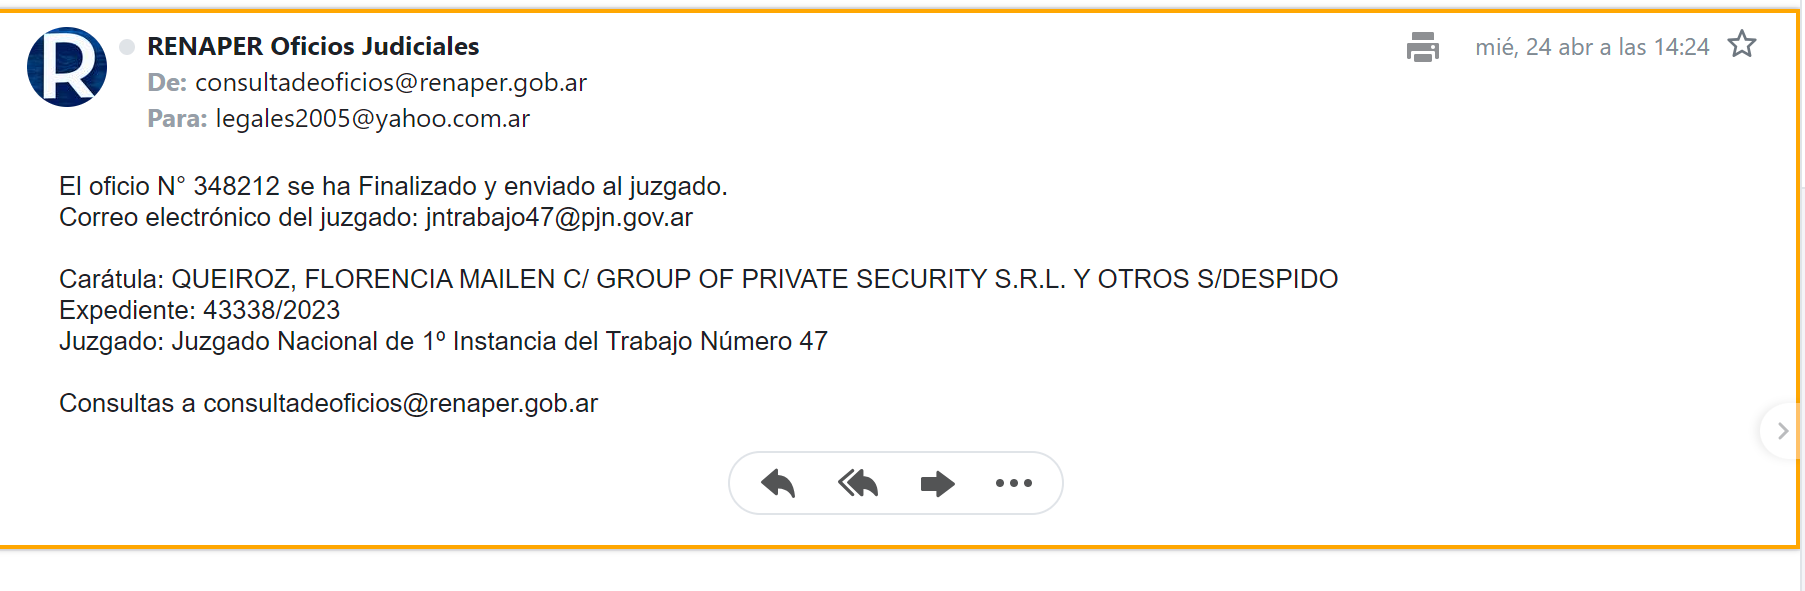 R
RENAPER Oficios Judiciales
mié, 24 abr a las 14:24
De: consultadeoficios@renaper.gob.ar
Para: legales2005@yahoo.com.ar
El oficio N° 348212 se ha Finalizado y enviado al juzgado.
Correo electrónico del juzgado: jntrabajo47@pjn.gov.ar
Carátula: QUEIROZ, FLORENCIA MAILEN C/ GROUP OF PRIVATE SECURITY S.R.L. Y OTROS S/DESPIDO
Expediente: 43338/2023
Juzgado: Juzgado Nacional de 1º Instancia del Trabajo Número 47
Consultas a consultadeoficios@renaper.gob.ar